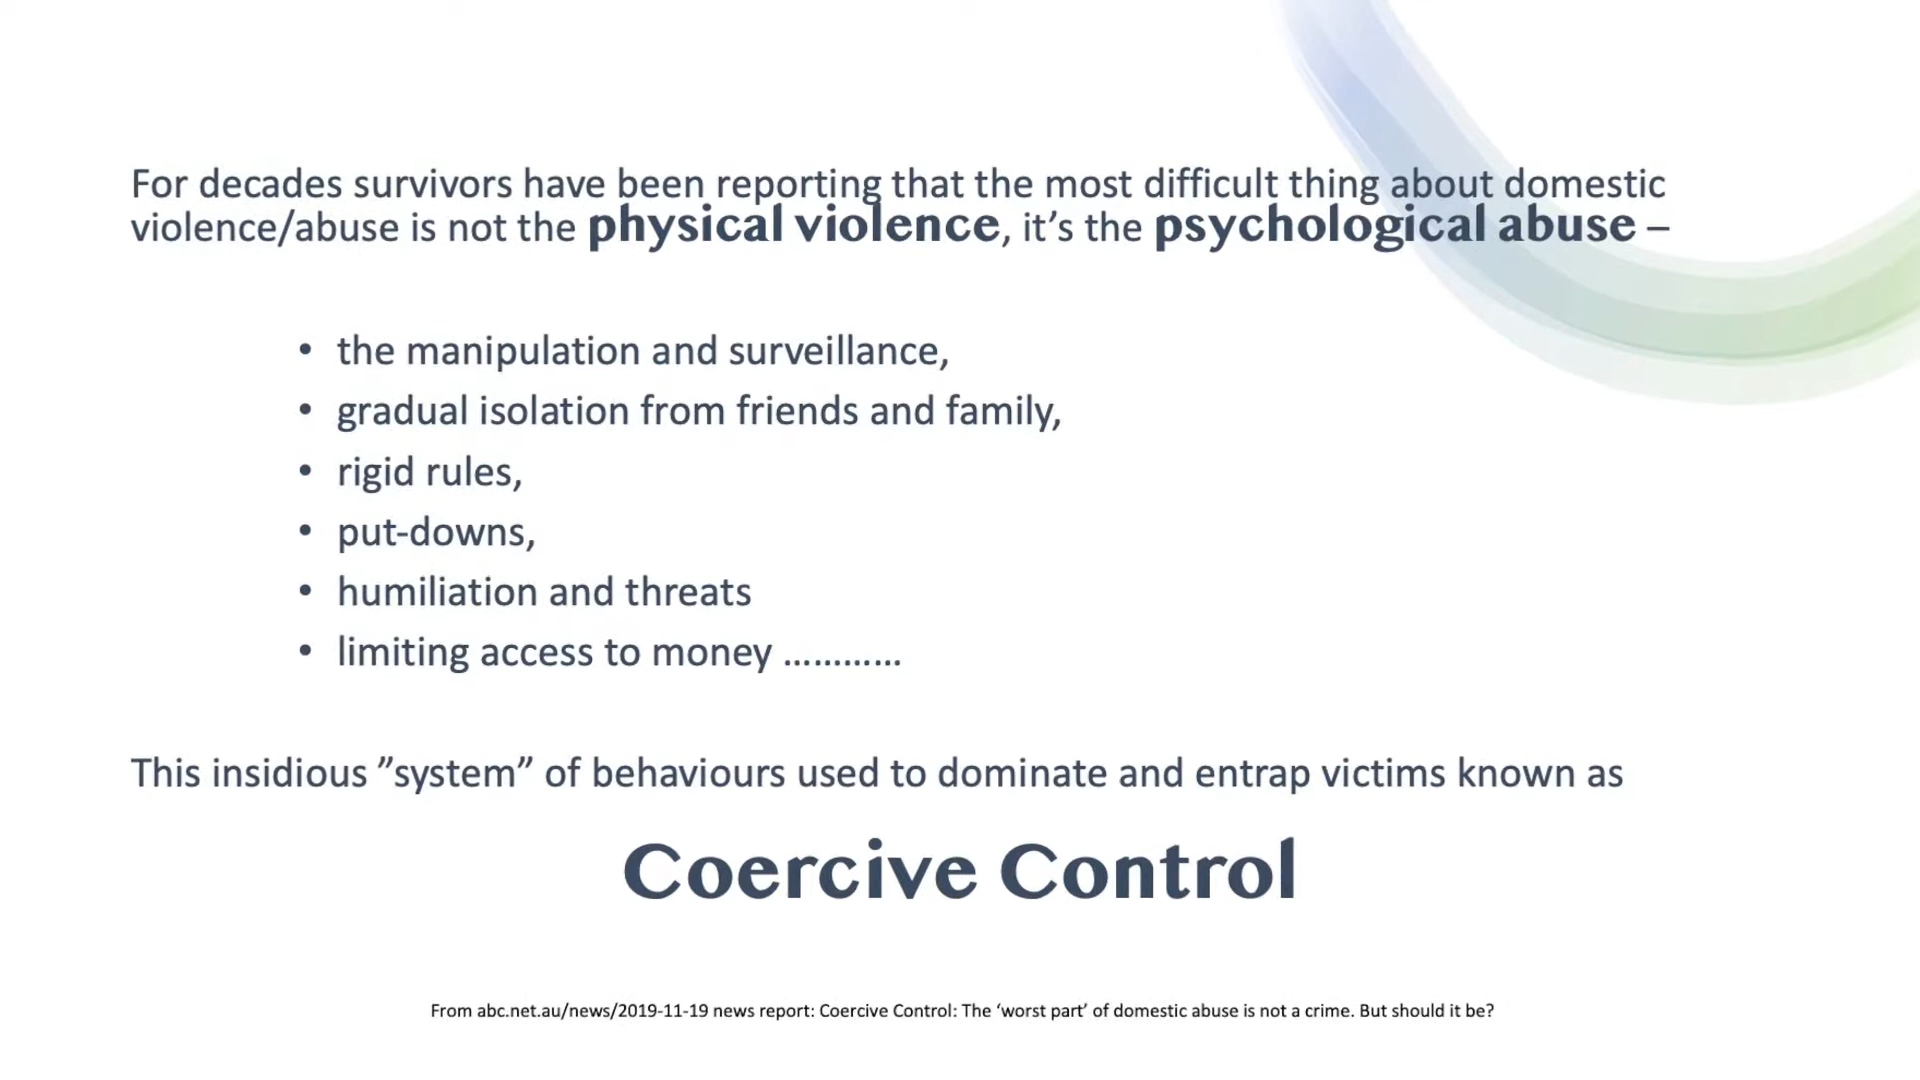 For decades survivors have been reporting that the most difficult thing about domestic
violence/abuse is not the physical violence, it’s the psychological abuse –
• the manipulation and surveillance,
• gradual isolation from friends and family,
• rigid rules,
• put-downs,
• humiliation and threats
• limiting access to money …………
This insidious ”system” of behaviours used to dominate and entrap victims known as
Coercive Control
From abc.net.au/news/2019-11-19 news report: Coercive Control: The ‘worst part’ of domestic abuse is not a crime. But should it be?